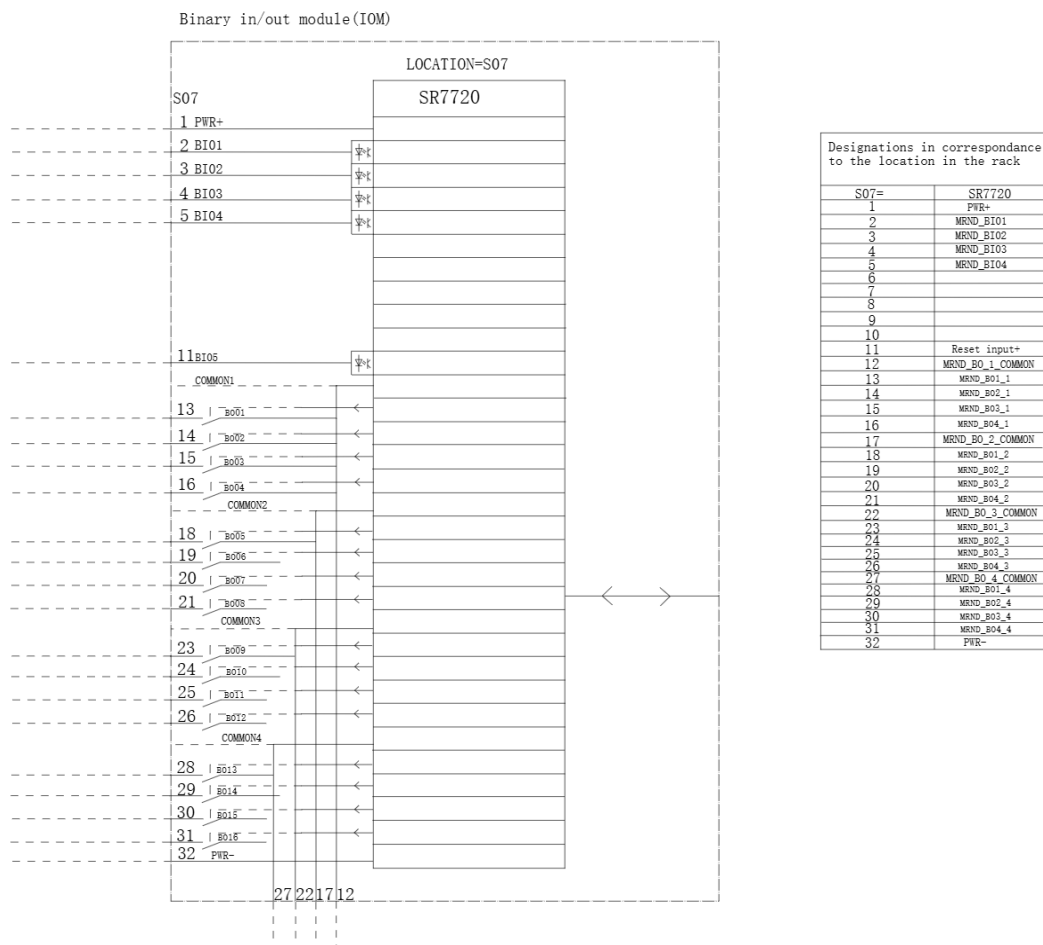 Binary in/out module(IOM)
LOCATION=S07
S07
SR7720
1 PWR+
2 BI01
3 BI02
4 BI03
5 BI04
11 BI05
COMMON1
13 BO01
14 BO02
15 BO03
16 BO04
COMMON2
18 BO05
19 BO06
20 BO07
21 BO08
COMMON3
23 BO09
24 BO10
25 BO11
26 BO12
COMMON4
28 BO13
29 BO14
30 BO15
31 BO16
32 PWR-
27 22 17 12
Designations in correspondance
to the location in the rack
S07= SR7720
1 PWR+
2 MRND_BI01
3 MRND_BI02
4 MRND_BI03
5 MRND_BI04
6
7
8
9
10
11 Reset input+
12 MRND_BO_1_COMMON
13 MRND_BO1_1
14 MRND_BO2_1
15 MRND_BO3_1
16 MRND_BO4_1
17 MRND_BO_2_COMMON
18 MRND_BO1_2
19 MRND_BO2_2
20 MRND_BO3_2
21 MRND_BO4_2
22 MRND_BO_3_COMMON
23 MRND_BO1_3
24 MRND_BO2_3
25 MRND_BO3_3
26 MRND_BO4_3
27 MRND_BO_4_COMMON
28 MRND_BO1_4
29 MRND_BO2_4
30 MRND_BO3_4
31 MRND_BO4_4
32 PWR-